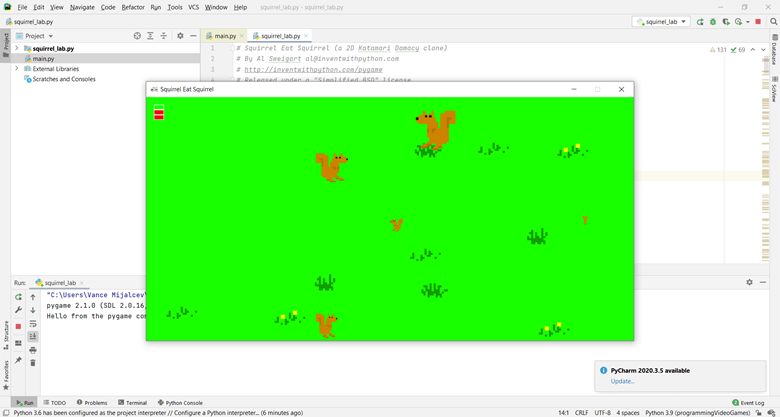 File Edit View Navigate Code Refactor Run Tools VCS Window Help squirrel_lab - squirrel_lab.py
squirrel_lab.py squirrel_lab
Project main.py squirrel_lab.py
squirrel_lab.py 1 # Squirrel Eat Squirrel (a 2D Katamari Damacy clone) 131 69
main.py 2 # By Al Sweigart al@inventwithpython.com
External Libraries 3 # http://inventwithpython.com/pygame
Scratches and Consoles 4 # Released under a "Simplified BSD" license
Squirrel Eat Squirrel
Project
Database
SciView
Run: squirrel_lab
"C:\Users\Vance Mijalcev
pygame 2.1.0 (SDL 2.0.16,
Hello from the pygame con
Structure
Favorites
PyCharm 2020.3.5 available
Update...
Run TODO Problems Terminal Python Console Event Log
Python 3.6 has been configured as the project interpreter // Configure a Python interpreter... (6 minutes ago) 14:1 CRLF UTF-8 4 spaces Python 3.9 (programmingVideoGames)